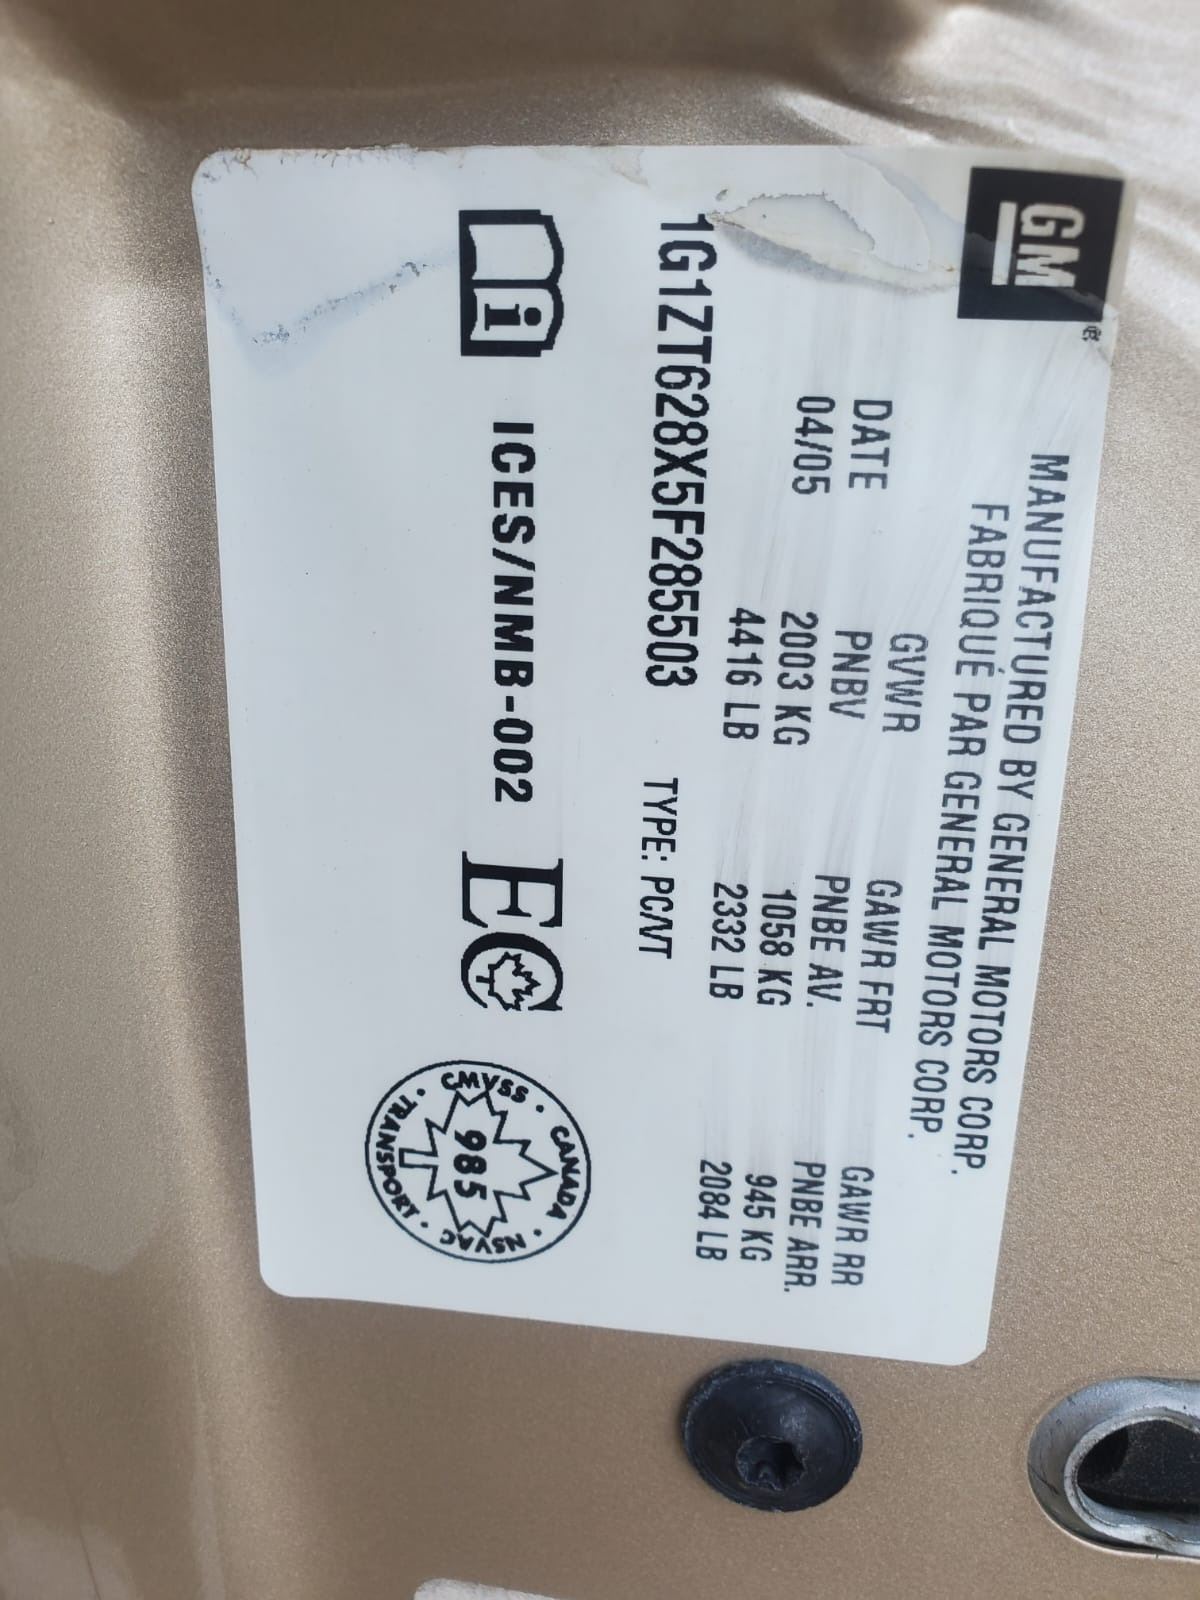 GM®
MANUFACTURED BY GENERAL MOTORS CORP.
FABRIQUÉ PAR GENERAL MOTORS CORP.
DATE GVWR GAWR FRT GAWR RR
04/05 PNBV PNBE AV. PNBE ARR.
2003 KG 1058 KG 945 KG
4416 LB 2332 LB 2084 LB
1G1ZT628X5F285503 TYPE: PC/VT
i ICES/NMB-002 EC
CMVSS · CANADA · NSVAC · TRANSPORT ·
985